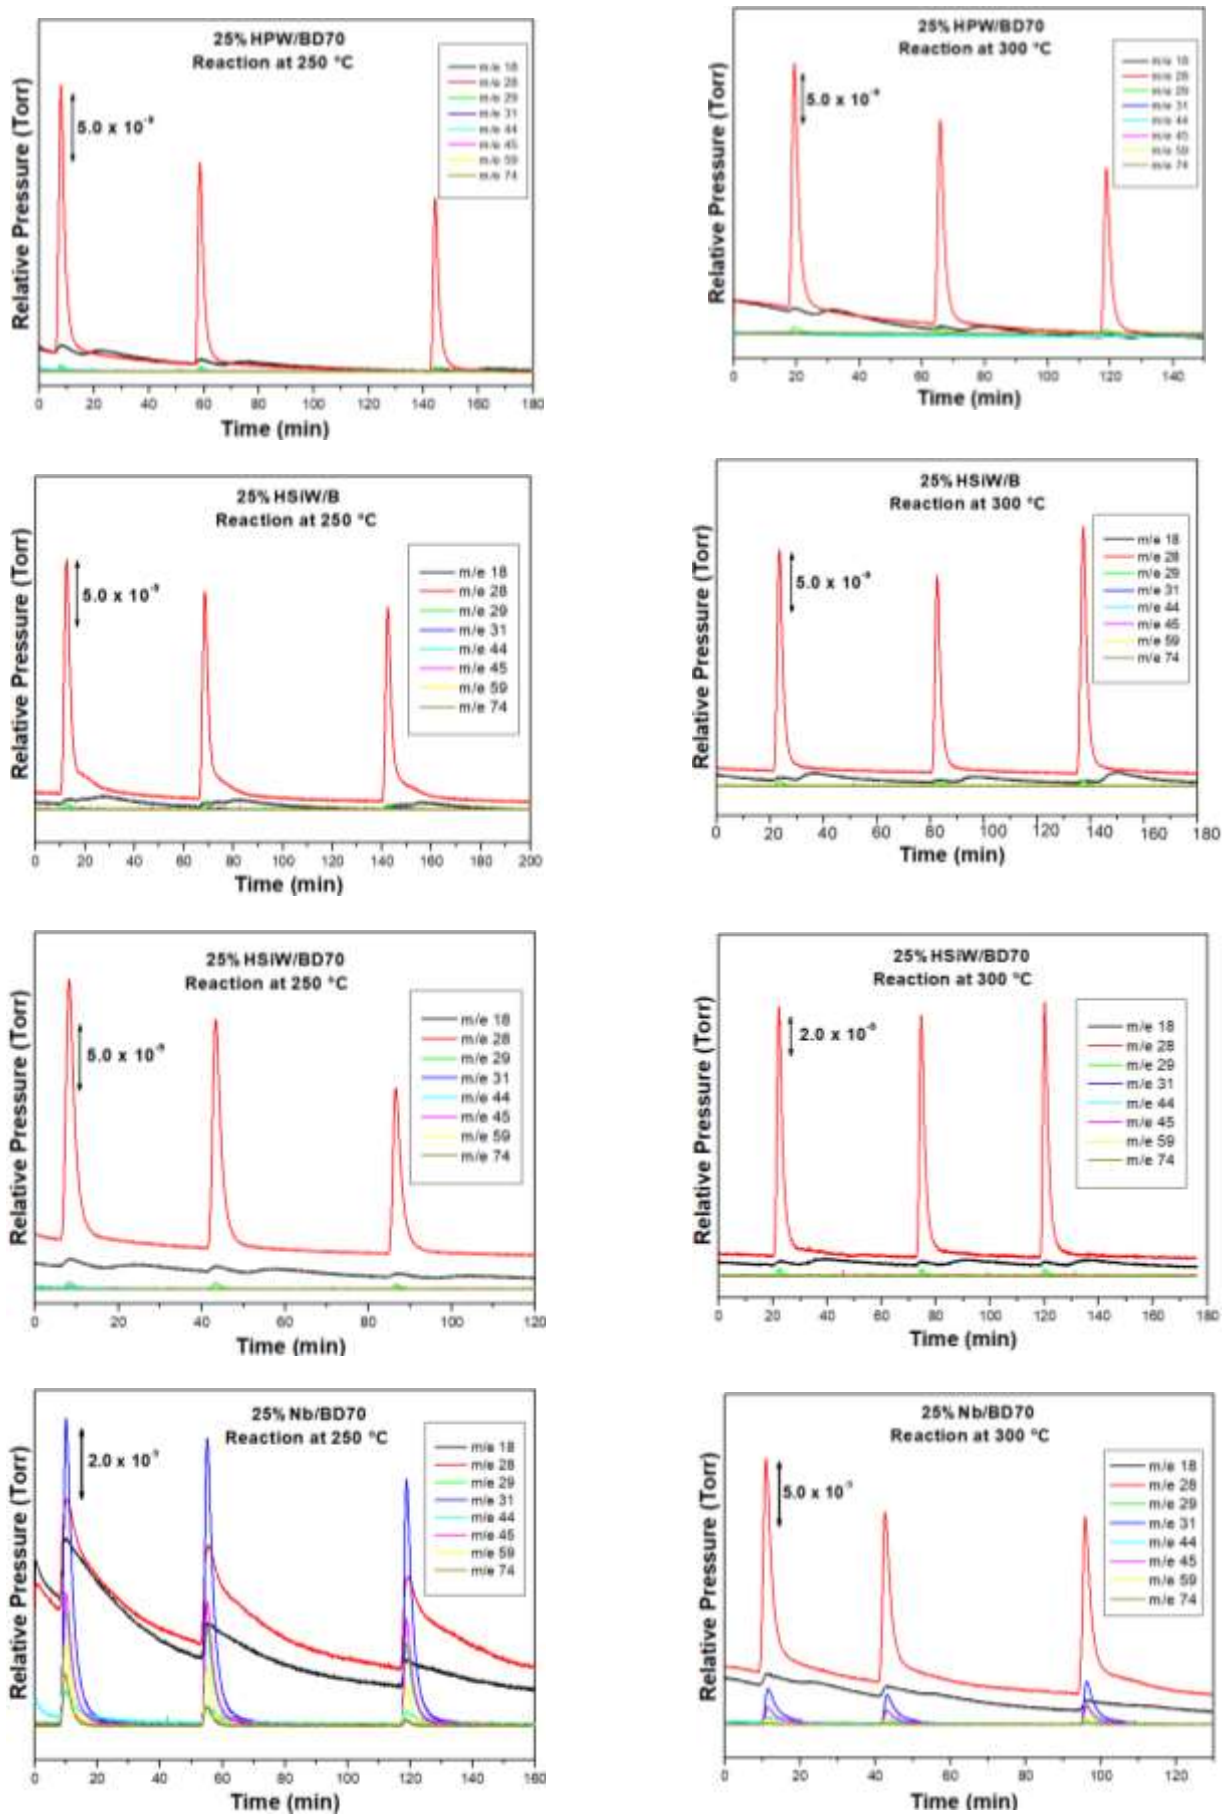 25% HPW/BD70
Reaction at 250 °C
5.0 x 10⁻⁹
m/e 18
m/e 28
m/e 29
m/e 31
m/e 44
m/e 45
m/e 59
m/e 74
Relative Pressure (Torr)
0 20 40 60 80 100 120 140 160 180
Time (min)
25% HPW/BD70
Reaction at 300 °C
5.0 x 10⁻⁹
m/e 18
m/e 28
m/e 29
m/e 31
m/e 44
m/e 45
m/e 59
m/e 74
Relative Pressure (Torr)
0 20 40 60 80 100 120 140
Time (min)
25% HSiW/B
Reaction at 250 °C
5.0 x 10⁻⁹
m/e 18
m/e 28
m/e 29
m/e 31
m/e 44
m/e 45
m/e 59
m/e 74
Relative Pressure (Torr)
0 20 40 60 80 100 120 140 160 180 200
Time (min)
25% HSiW/B
Reaction at 300 °C
5.0 x 10⁻⁹
m/e 18
m/e 28
m/e 29
m/e 31
m/e 44
m/e 45
m/e 59
m/e 74
Relative Pressure (Torr)
0 20 40 60 80 100 120 140 160 180
Time (min)
25% HSiW/BD70
Reaction at 250 °C
5.0 x 10⁻⁹
m/e 18
m/e 28
m/e 29
m/e 31
m/e 44
m/e 45
m/e 59
m/e 74
Relative Pressure (Torr)
0 20 40 60 80 100 120
Time (min)
25% HSiW/BD70
Reaction at 300 °C
2.0 x
m/e 18
m/e 28
m/e 29
m/e 31
m/e 44
m/e 45
m/e 59
m/e 74
Relative Pressure (Torr)
0 20 40 60 80 100 120 140 160 180
Time (min)
25% Nb/BD70
Reaction at 250 °C
2.0 x 10⁻⁹
m/e 18
m/e 28
m/e 29
m/e 31
m/e 44
m/e 45
m/e 59
m/e 74
Relative Pressure (Torr)
0 20 40 60 80 100 120 140 160
Time (min)
25% Nb/BD70
Reaction at 300 °C
5.0 x
m/e 18
m/e 28
m/e 29
m/e 31
m/e 44
m/e 45
m/e 59
m/e 74
Relative Pressure (Torr)
0 20 40 60 80 100 120
Time (min)